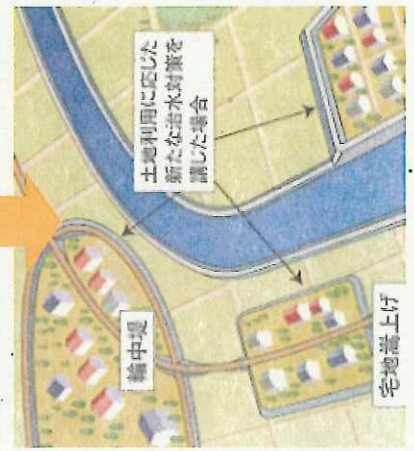 土地利用に応じた
新たな治水対策を
講じた場合
輪中堤
宅地嵩上げ